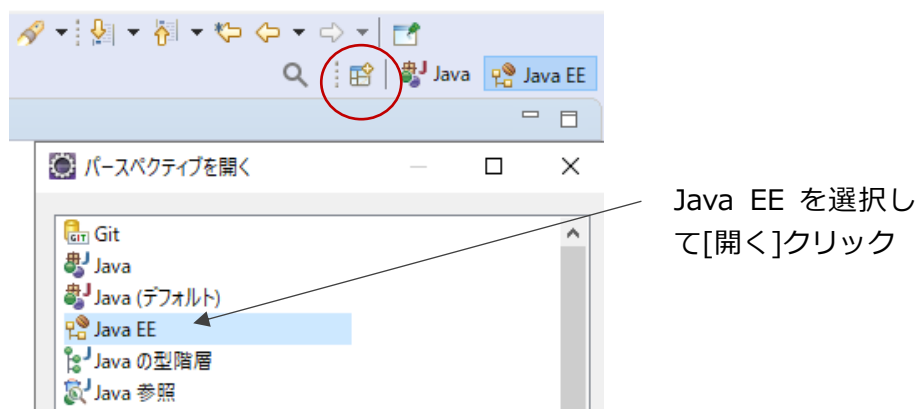 Java
Java EE
パースペクティブを開く
Java EE を選択し
て[開く]クリック
GIT Git
Java
Java (デフォルト)
Java EE
Java の型階層
Java 参照